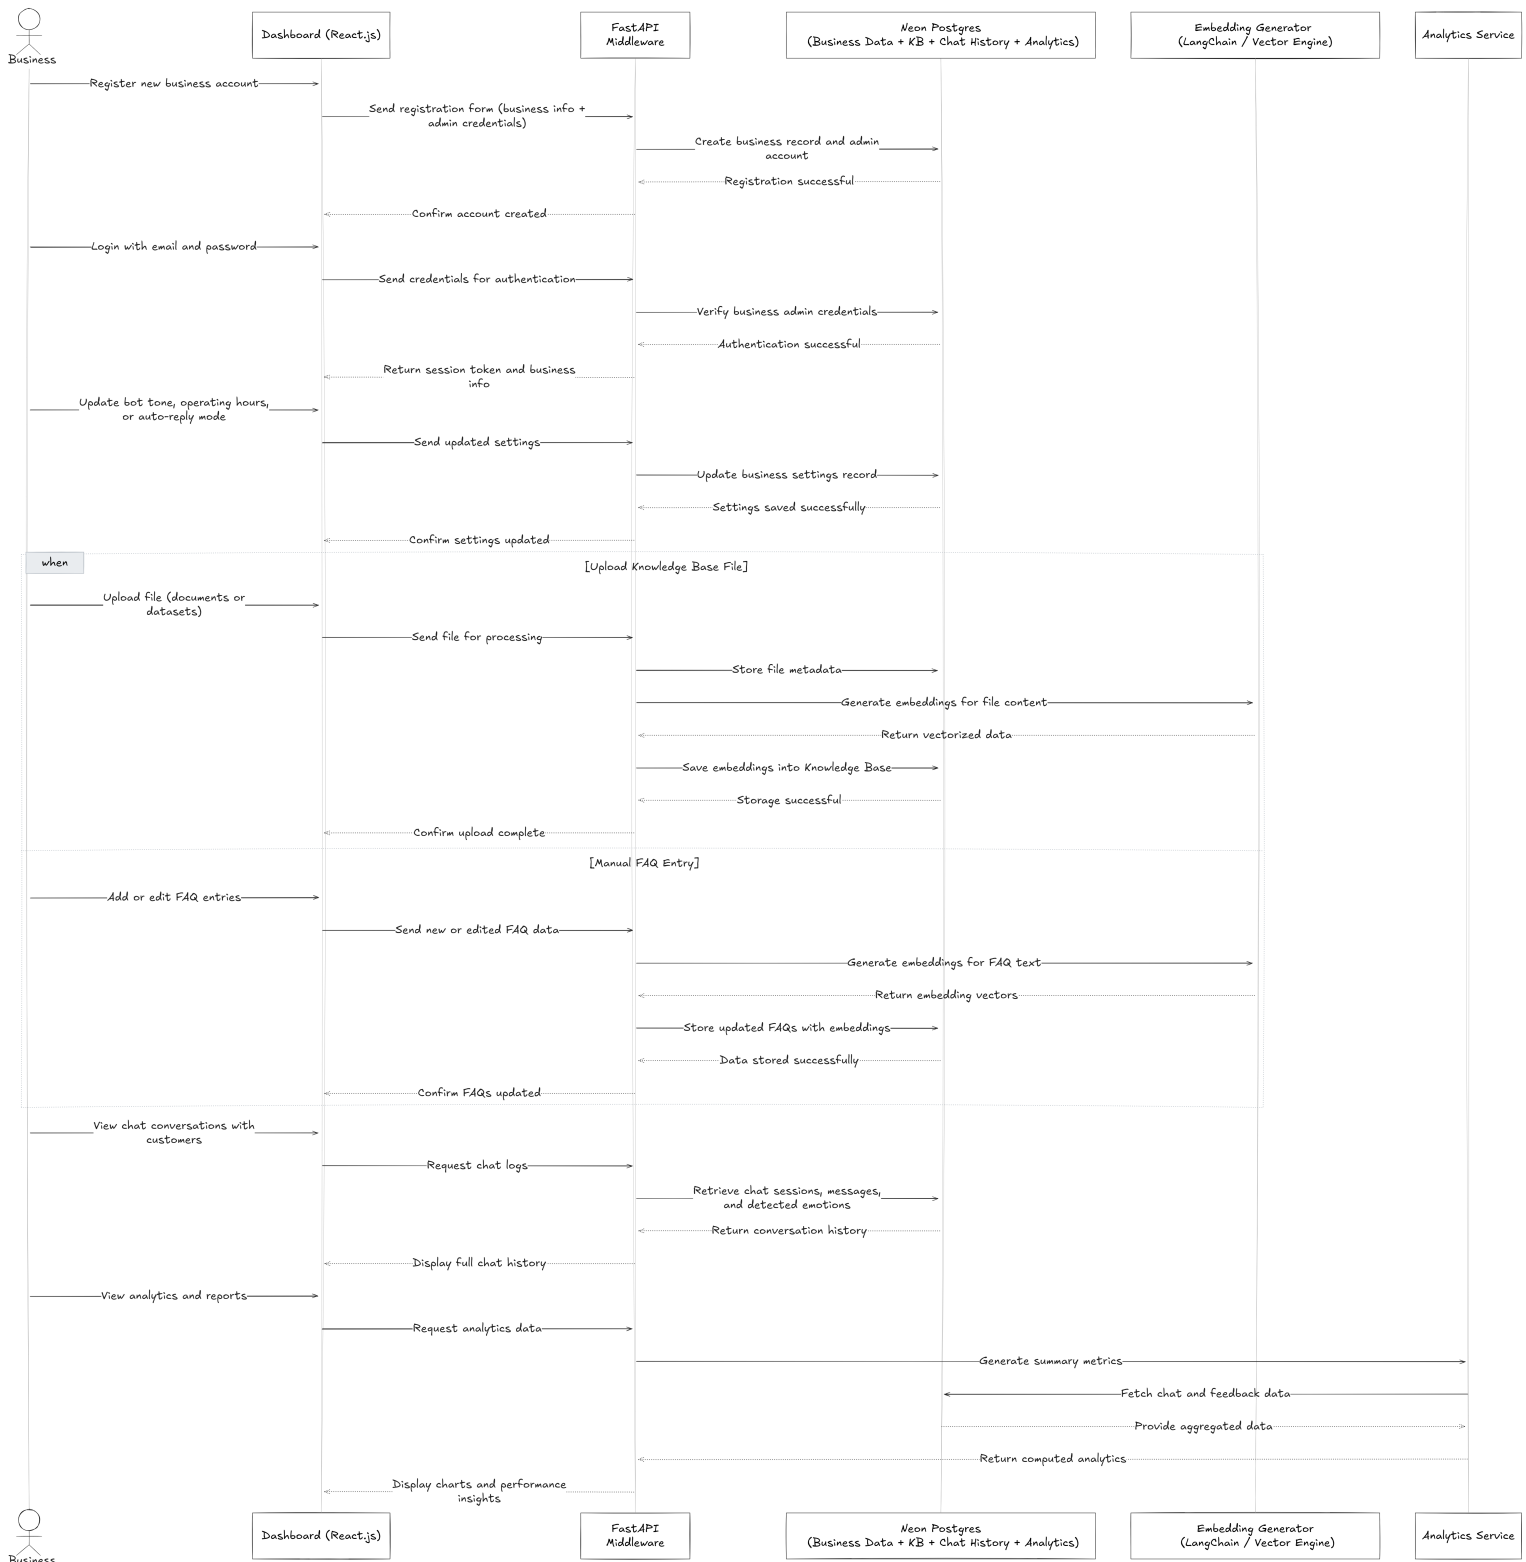 Business
Dashboard (React.js)
FastAPI
Middleware
Neon Postgres
(Business Data + KB + Chat History + Analytics)
Embedding Generator
(LangChain / Vector Engine)
Analytics Service
Register new business account
Send registration form (business info +
admin credentials)
Create business record and admin
account
Registration successful
Confirm account created
Login with email and password
Send credentials for authentication
Verify business admin credentials
Authentication successful
Return session token and business
info
Update bot tone, operating hours,
or auto-reply mode
Send updated settings
Update business settings record
Settings saved successfully
Confirm settings updated
when
[Upload Knowledge Base File]
Upload file (documents or
datasets)
Send file for processing
Store file metadata
Generate embeddings for file content
Return vectorized data
Save embeddings into Knowledge Base
Storage successful
Confirm upload complete
[Manual FAQ Entry]
Add or edit FAQ entries
Send new or edited FAQ data
Generate embeddings for FAQ text
Return embedding vectors
Store updated FAQs with embeddings
Data stored successfully
Confirm FAQs updated
View chat conversations with
customers
Request chat logs
Retrieve chat sessions, messages,
and detected emotions
Return conversation history
Display full chat history
View analytics and reports
Request analytics data
Generate summary metrics
Fetch chat and feedback data
Provide aggregated data
Return computed analytics
Display charts and performance
insights
Business
Dashboard (React.js)
FastAPI
Middleware
Neon Postgres
(Business Data + KB + Chat History + Analytics)
Embedding Generator
(LangChain / Vector Engine)
Analytics Service